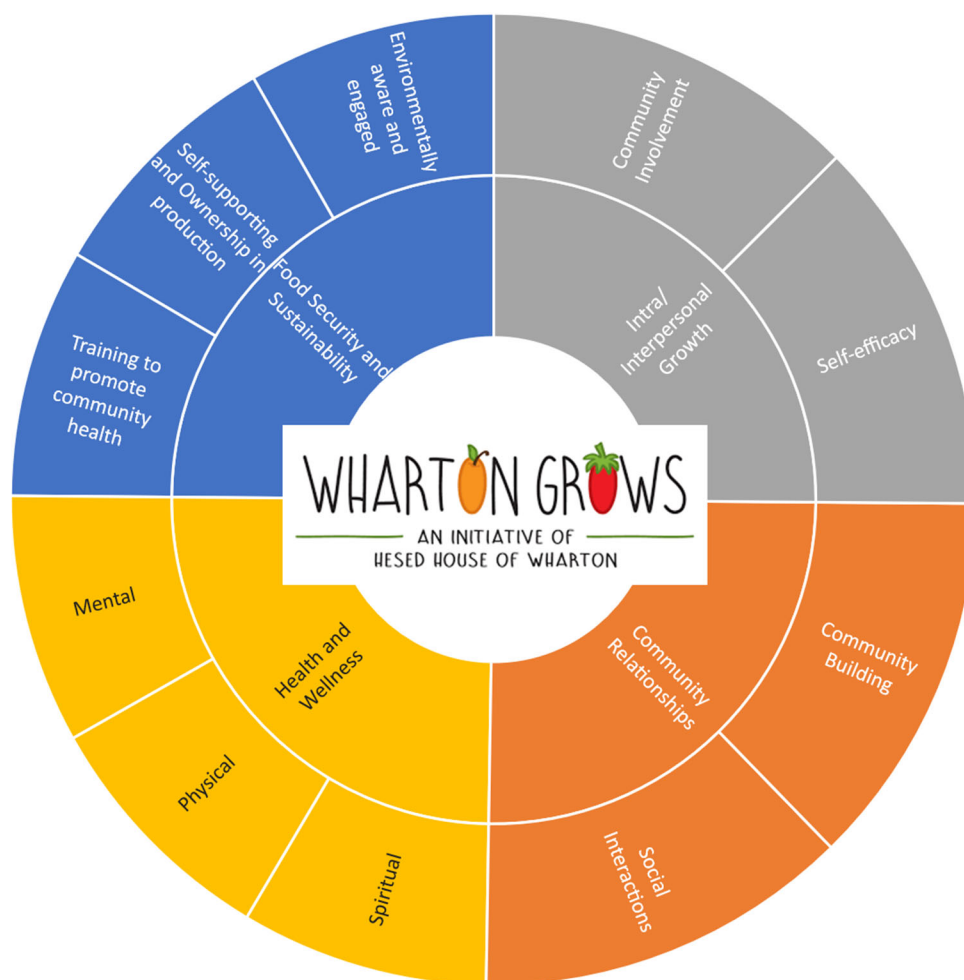 Environmentally
aware and
engaged
Self-supporting
and Ownership in
production
Training to
promote
community
health
Food Security and
Sustainability
Community
Involvement
Self-efficacy
Intra/
Interpersonal
Growth
WHARTON GROWS
AN INITIATIVE OF
HESED HOUSE OF WHARTON
Mental
Physical
Spiritual
Health and
Wellness
Community
Relationships
Community
Building
Social
Interactions